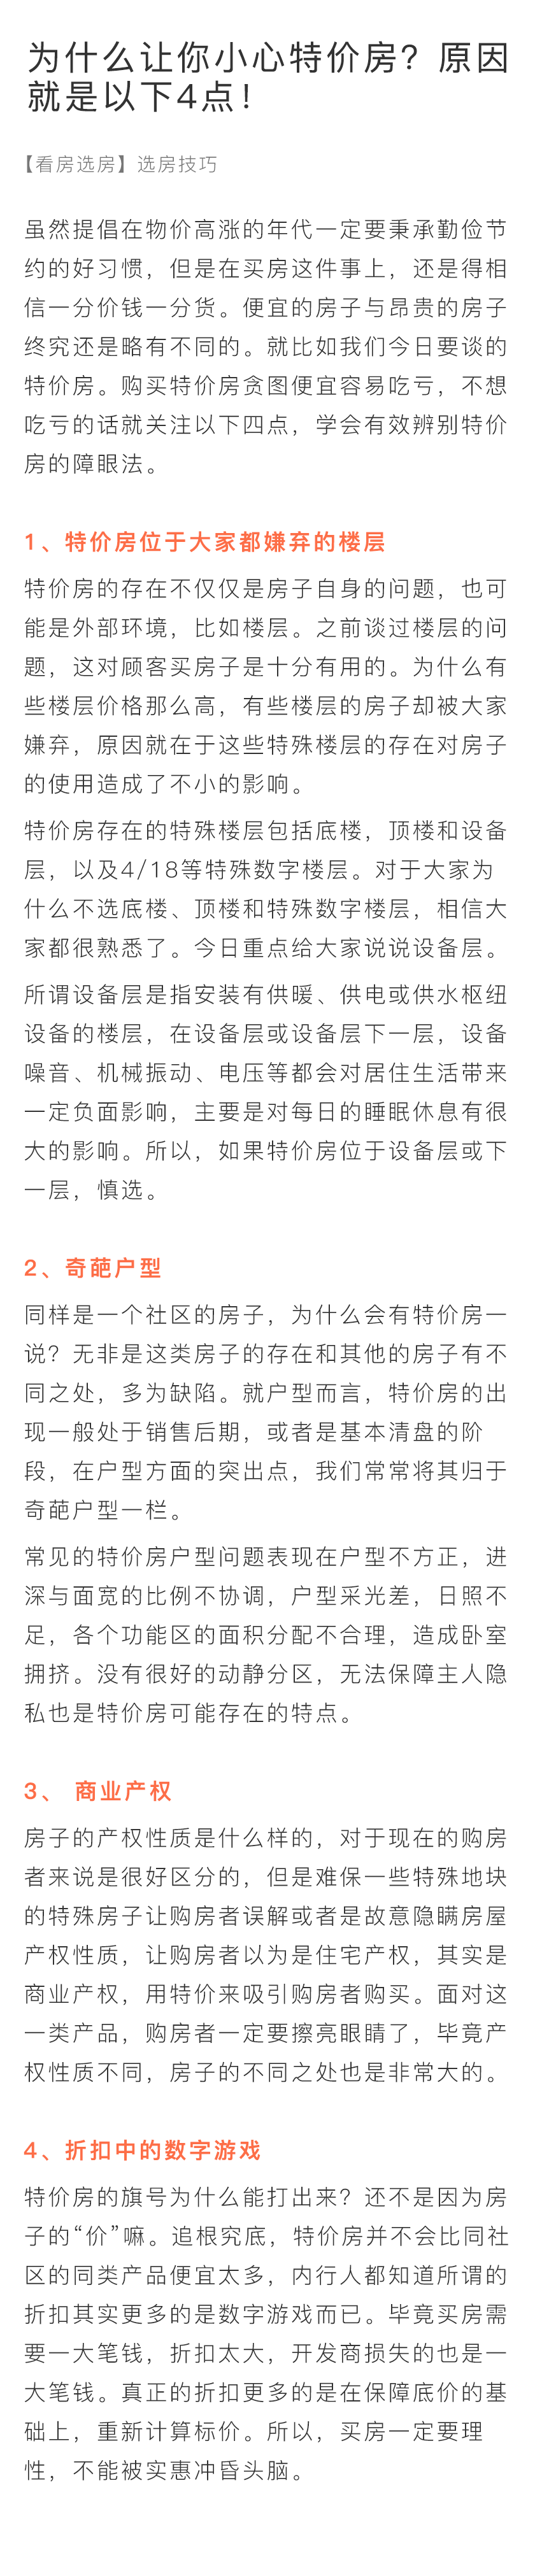 为什么让你小心特价房？原因
就是以下4点！
【看房选房】选房技巧
虽然提倡在物价高涨的年代一定要秉承勤俭节
约的好习惯，但是在买房这件事上，还是得相
信一分价钱一分货。便宜的房子与昂贵的房子
终究还是略有不同的。就比如我们今日要谈的
特价房。购买特价房贪图便宜容易吃亏，不想
吃亏的话就关注以下四点，学会有效辨别特价
房的障眼法。
1、特价房位于大家都嫌弃的楼层
特价房的存在不仅仅是房子自身的问题，也可
能是外部环境，比如楼层。之前谈过楼层的问
题，这对顾客买房子是十分有用的。为什么有
些楼层价格那么高，有些楼层的房子却被大家
嫌弃，原因就在于这些特殊楼层的存在对房子
的使用造成了不小的影响。
特价房存在的特殊楼层包括底楼，顶楼和设备
层，以及4/18等特殊数字楼层。对于大家为
什么不选底楼、顶楼和特殊数字楼层，相信大
家都很熟悉了。今日重点给大家说说设备层。
所谓设备层是指安装有供暖、供电或供水枢纽
设备的楼层，在设备层或设备层下一层，设备
噪音、机械振动、电压等都会对居住生活带来
一定负面影响，主要是对每日的睡眠休息有很
大的影响。所以，如果特价房位于设备层或下
一层，慎选。
2、奇葩户型
同样是一个社区的房子，为什么会有特价房一
说？无非是这类房子的存在和其他的房子有不
同之处，多为缺陷。就户型而言，特价房的出
现一般处于销售后期，或者是基本清盘的阶
段，在户型方面的突出点，我们常常将其归于
奇葩户型一栏。
常见的特价房户型问题表现在户型不方正，进
深与面宽的比例不协调，户型采光差，日照不
足，各个功能区的面积分配不合理，造成卧室
拥挤。没有很好的动静分区，无法保障主人隐
私也是特价房可能存在的特点。
3、 商业产权
房子的产权性质是什么样的，对于现在的购房
者来说是很好区分的，但是难保一些特殊地块
的特殊房子让购房者误解或者是故意隐瞒房屋
产权性质，让购房者以为是住宅产权，其实是
商业产权，用特价来吸引购房者购买。面对这
一类产品，购房者一定要擦亮眼睛了，毕竟产
权性质不同，房子的不同之处也是非常大的。
4、折扣中的数字游戏
特价房的旗号为什么能打出来？还不是因为房
子的“价”嘛。追根究底，特价房并不会比同社
区的同类产品便宜太多，内行人都知道所谓的
折扣其实更多的是数字游戏而已。毕竟买房需
要一大笔钱，折扣太大，开发商损失的也是一
大笔钱。真正的折扣更多的是在保障底价的基
础上，重新计算标价。所以，买房一定要理
性，不能被实惠冲昏头脑。